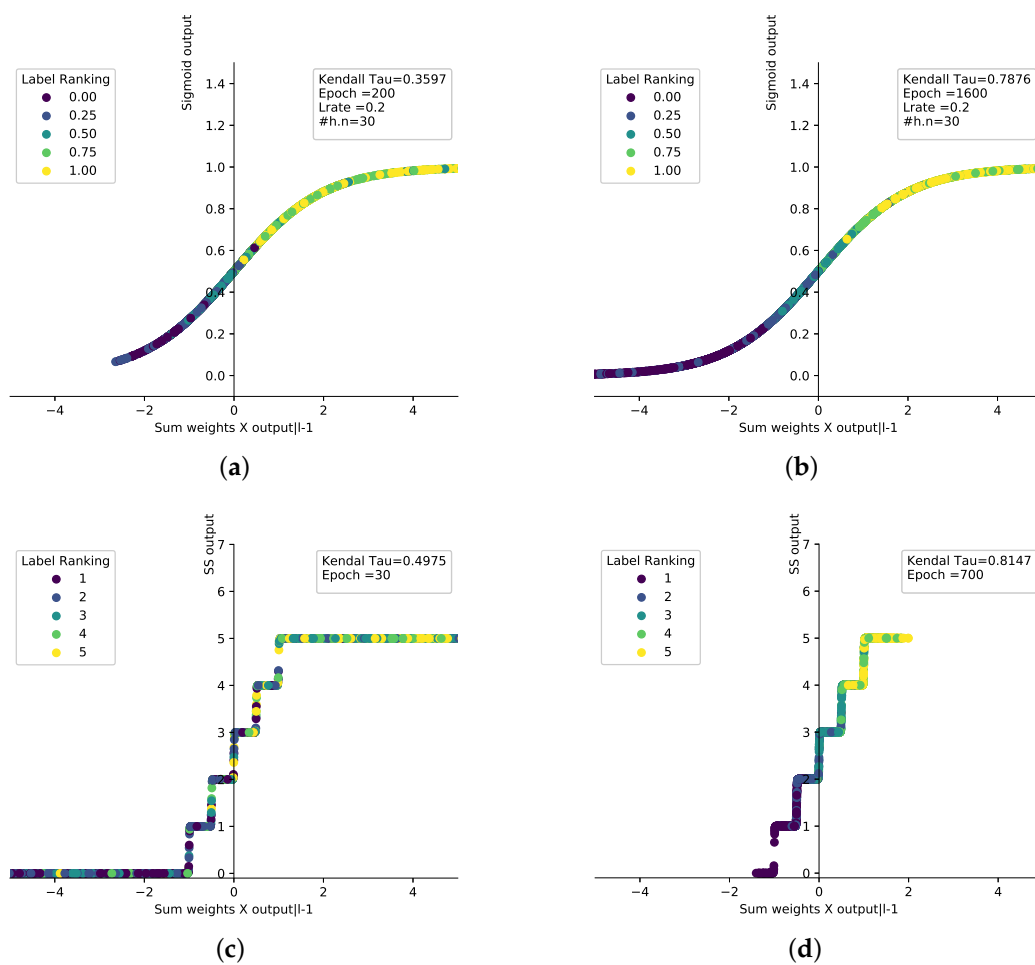 Sigmoid output
Label Ranking
0.00
0.25
0.50
0.75
1.00
Kendall Tau=0.3597
Epoch =200
Lrate =0.2
#h.n=30
1.4
1.2
1.0
0.8
0.6
0.4
0.2
0.0
−4 −2 0 2 4
Sum weights X output|l-1
(a)
Sigmoid output
Label Ranking
0.00
0.25
0.50
0.75
1.00
Kendall Tau=0.7876
Epoch =1600
Lrate =0.2
#h.n=30
1.4
1.2
1.0
0.8
0.6
0.4
0.2
0.0
−4 −2 0 2 4
Sum weights X output|l-1
(b)
SS output
Label Ranking
1
2
3
4
5
Kendal Tau=0.4975
Epoch =30
7
6
5
4
3
2
1
0
−4 −2 0 2 4
Sum weights X output|l-1
(c)
SS output
Label Ranking
1
2
3
4
5
Kendal Tau=0.8147
Epoch =700
7
6
5
4
3
2
1
0
−4 −2 0 2 4
Sum weights X output|l-1
(d)